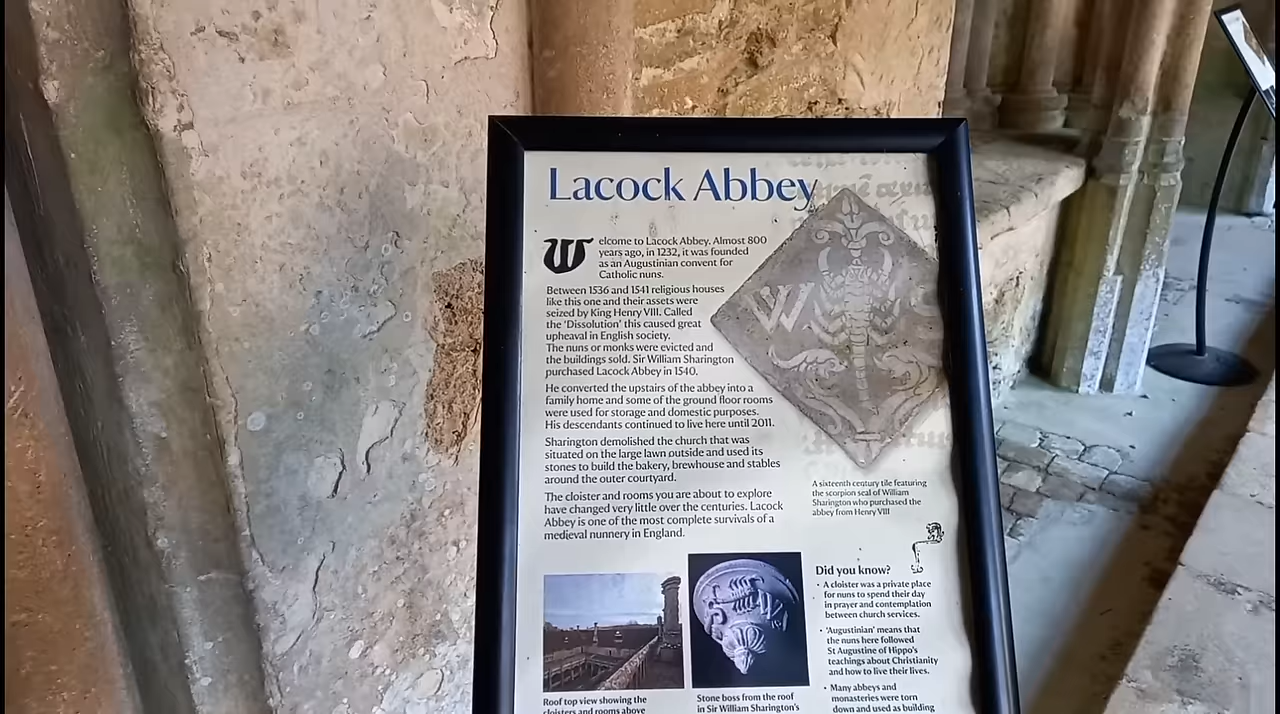 Lacock Abbey
Welcome to Lacock Abbey. Almost 800
years ago, in 1232, it was founded
as an Augustinian convent for
Catholic nuns.
Between 1536 and 1541 religious houses
like this one and their assets were
seized by King Henry VIII. Called
the 'Dissolution' this caused great
upheaval in English society.
The nuns or monks were evicted and
the buildings sold. Sir William Sharington
purchased Lacock Abbey in 1540.
He converted the upstairs of the abbey into a
family home and some of the ground floor rooms
were used for storage and domestic purposes.
His descendants continued to live here until 2011.
Sharington demolished the church that was
situated on the large lawn outside and used its
stones to build the bakery, brewhouse and stables
around the outer courtyard.
The cloister and rooms you are about to explore
have changed very little over the centuries. Lacock
Abbey is one of the most complete survivals of a
medieval nunnery in England.
W S
A sixteenth century tile featuring
the scorpion seal of William
Sharington who purchased the
abbey from Henry VIII
Roof top view showing the
cloisters and rooms above
Stone boss from the roof
in Sir William Sharington's
Did you know?
• A cloister was a private place
for nuns to spend their day
in prayer and contemplation
between church services.
• 'Augustinian' means that
the nuns here followed
St Augustine of Hippo's
teachings about Christianity
and how to live their lives.
• Many abbeys and
monasteries were torn
down and used as building